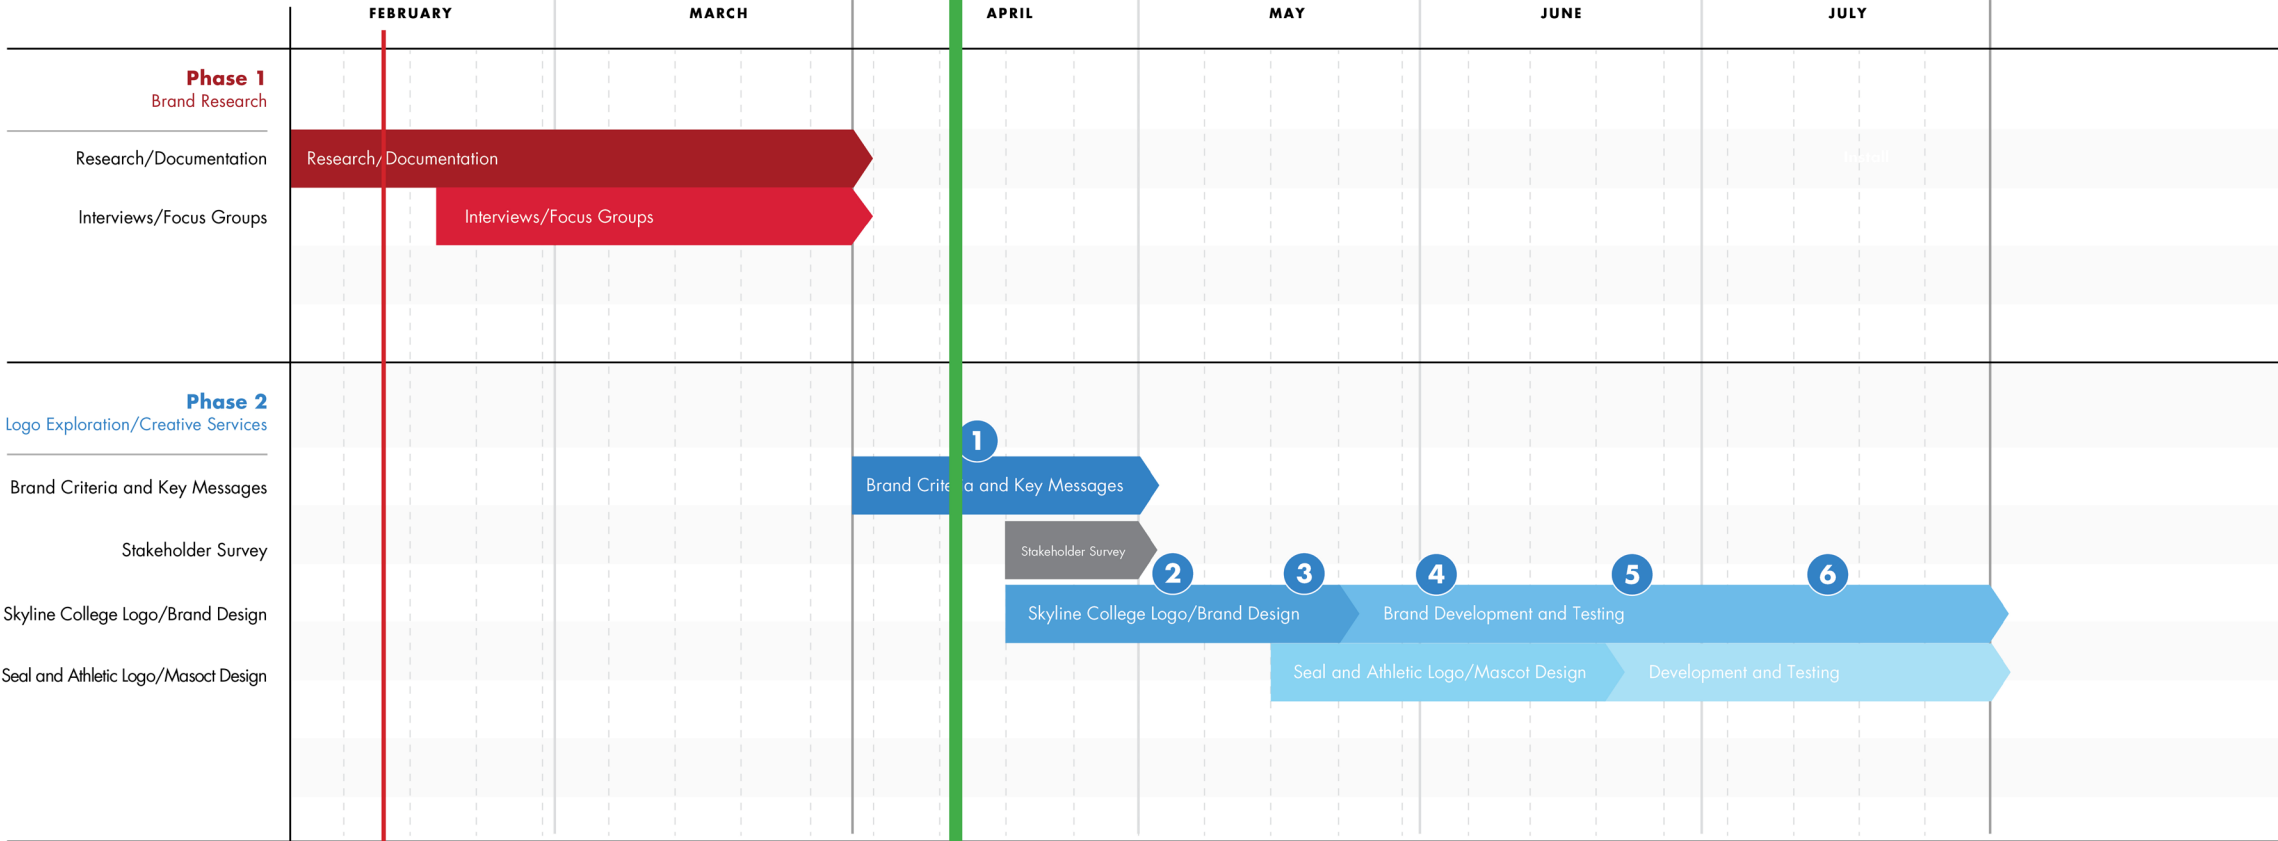 FEBRUARY
MARCH
APRIL
MAY
JUNE
JULY
Phase 1
Brand Research
Research/Documentation
Research/Documentation
Install
Interviews/Focus Groups
Interviews/Focus Groups
Phase 2
Logo Exploration/Creative Services
1
Brand Criteria and Key Messages
Brand Criteria and Key Messages
Stakeholder Survey
Stakeholder Survey
2
3
4
5
6
Skyline College Logo/Brand Design
Skyline College Logo/Brand Design
Brand Development and Testing
Seal and Athletic Logo/Masoct Design
Seal and Athletic Logo/Mascot Design
Development and Testing